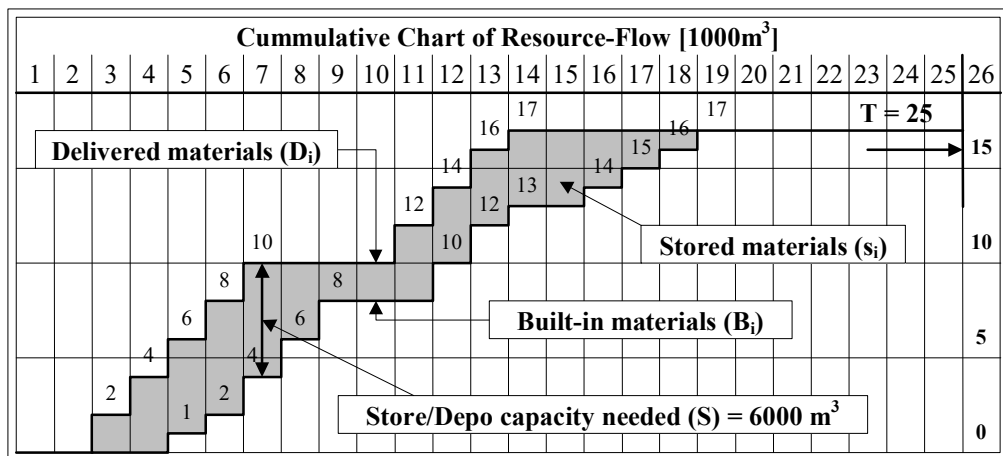 Cummulative Chart of Resource-Flow [1000m³]
1 2 3 4 5 6 7 8 9 10 11 12 13 14 15 16 17 18 19 20 21 22 23 24 25 26
17 17
16 16 T = 25
Delivered materials (Dᵢ) 15 15
14 14
13
12 12
Stored materials (sᵢ)
10 10 10
8 8
Built-in materials (Bᵢ)
6 6
4 4 5
2 1 2
Store/Depo capacity needed (S) = 6000 m³
0